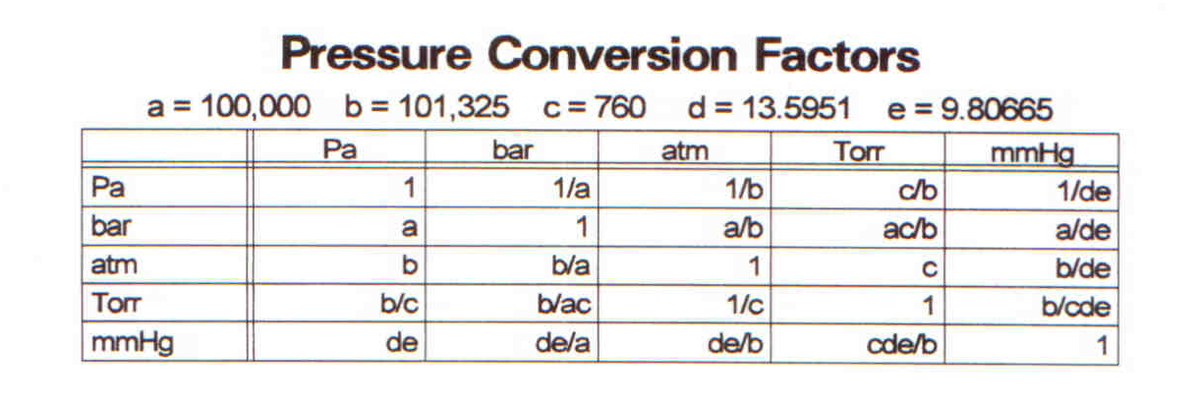 Pressure Conversion Factors
a = 100,000 b = 101,325 c = 760 d = 13.5951 e = 9.80665
Pa bar atm Torr mmHg
Pa 1 1/a 1/b c/b 1/de
bar a 1 a/b ac/b a/de
atm b b/a 1 c b/de
Torr b/c b/ac 1/c 1 b/cde
mmHg de de/a de/b cde/b 1